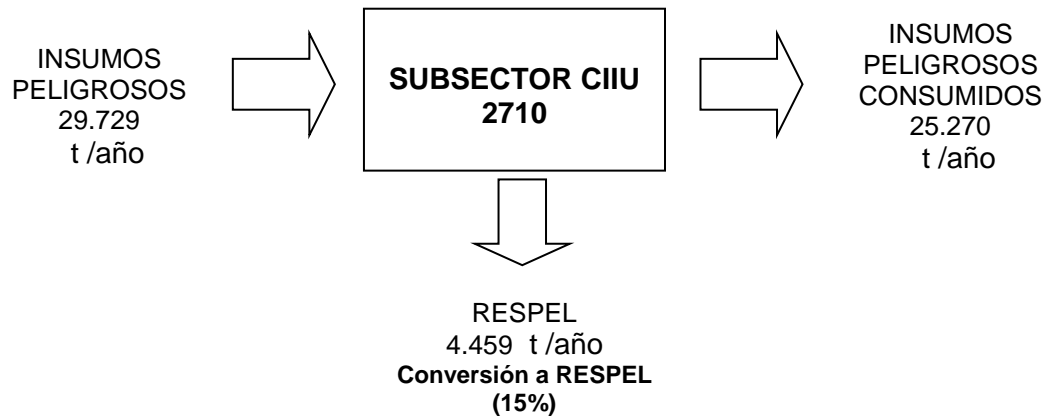 INSUMOS
PELIGROSOS
29.729
t /año
SUBSECTOR CIIU
2710
INSUMOS
PELIGROSOS
CONSUMIDOS
25.270
t /año
RESPEL
4.459 t /año
Conversión a RESPEL
(15%)